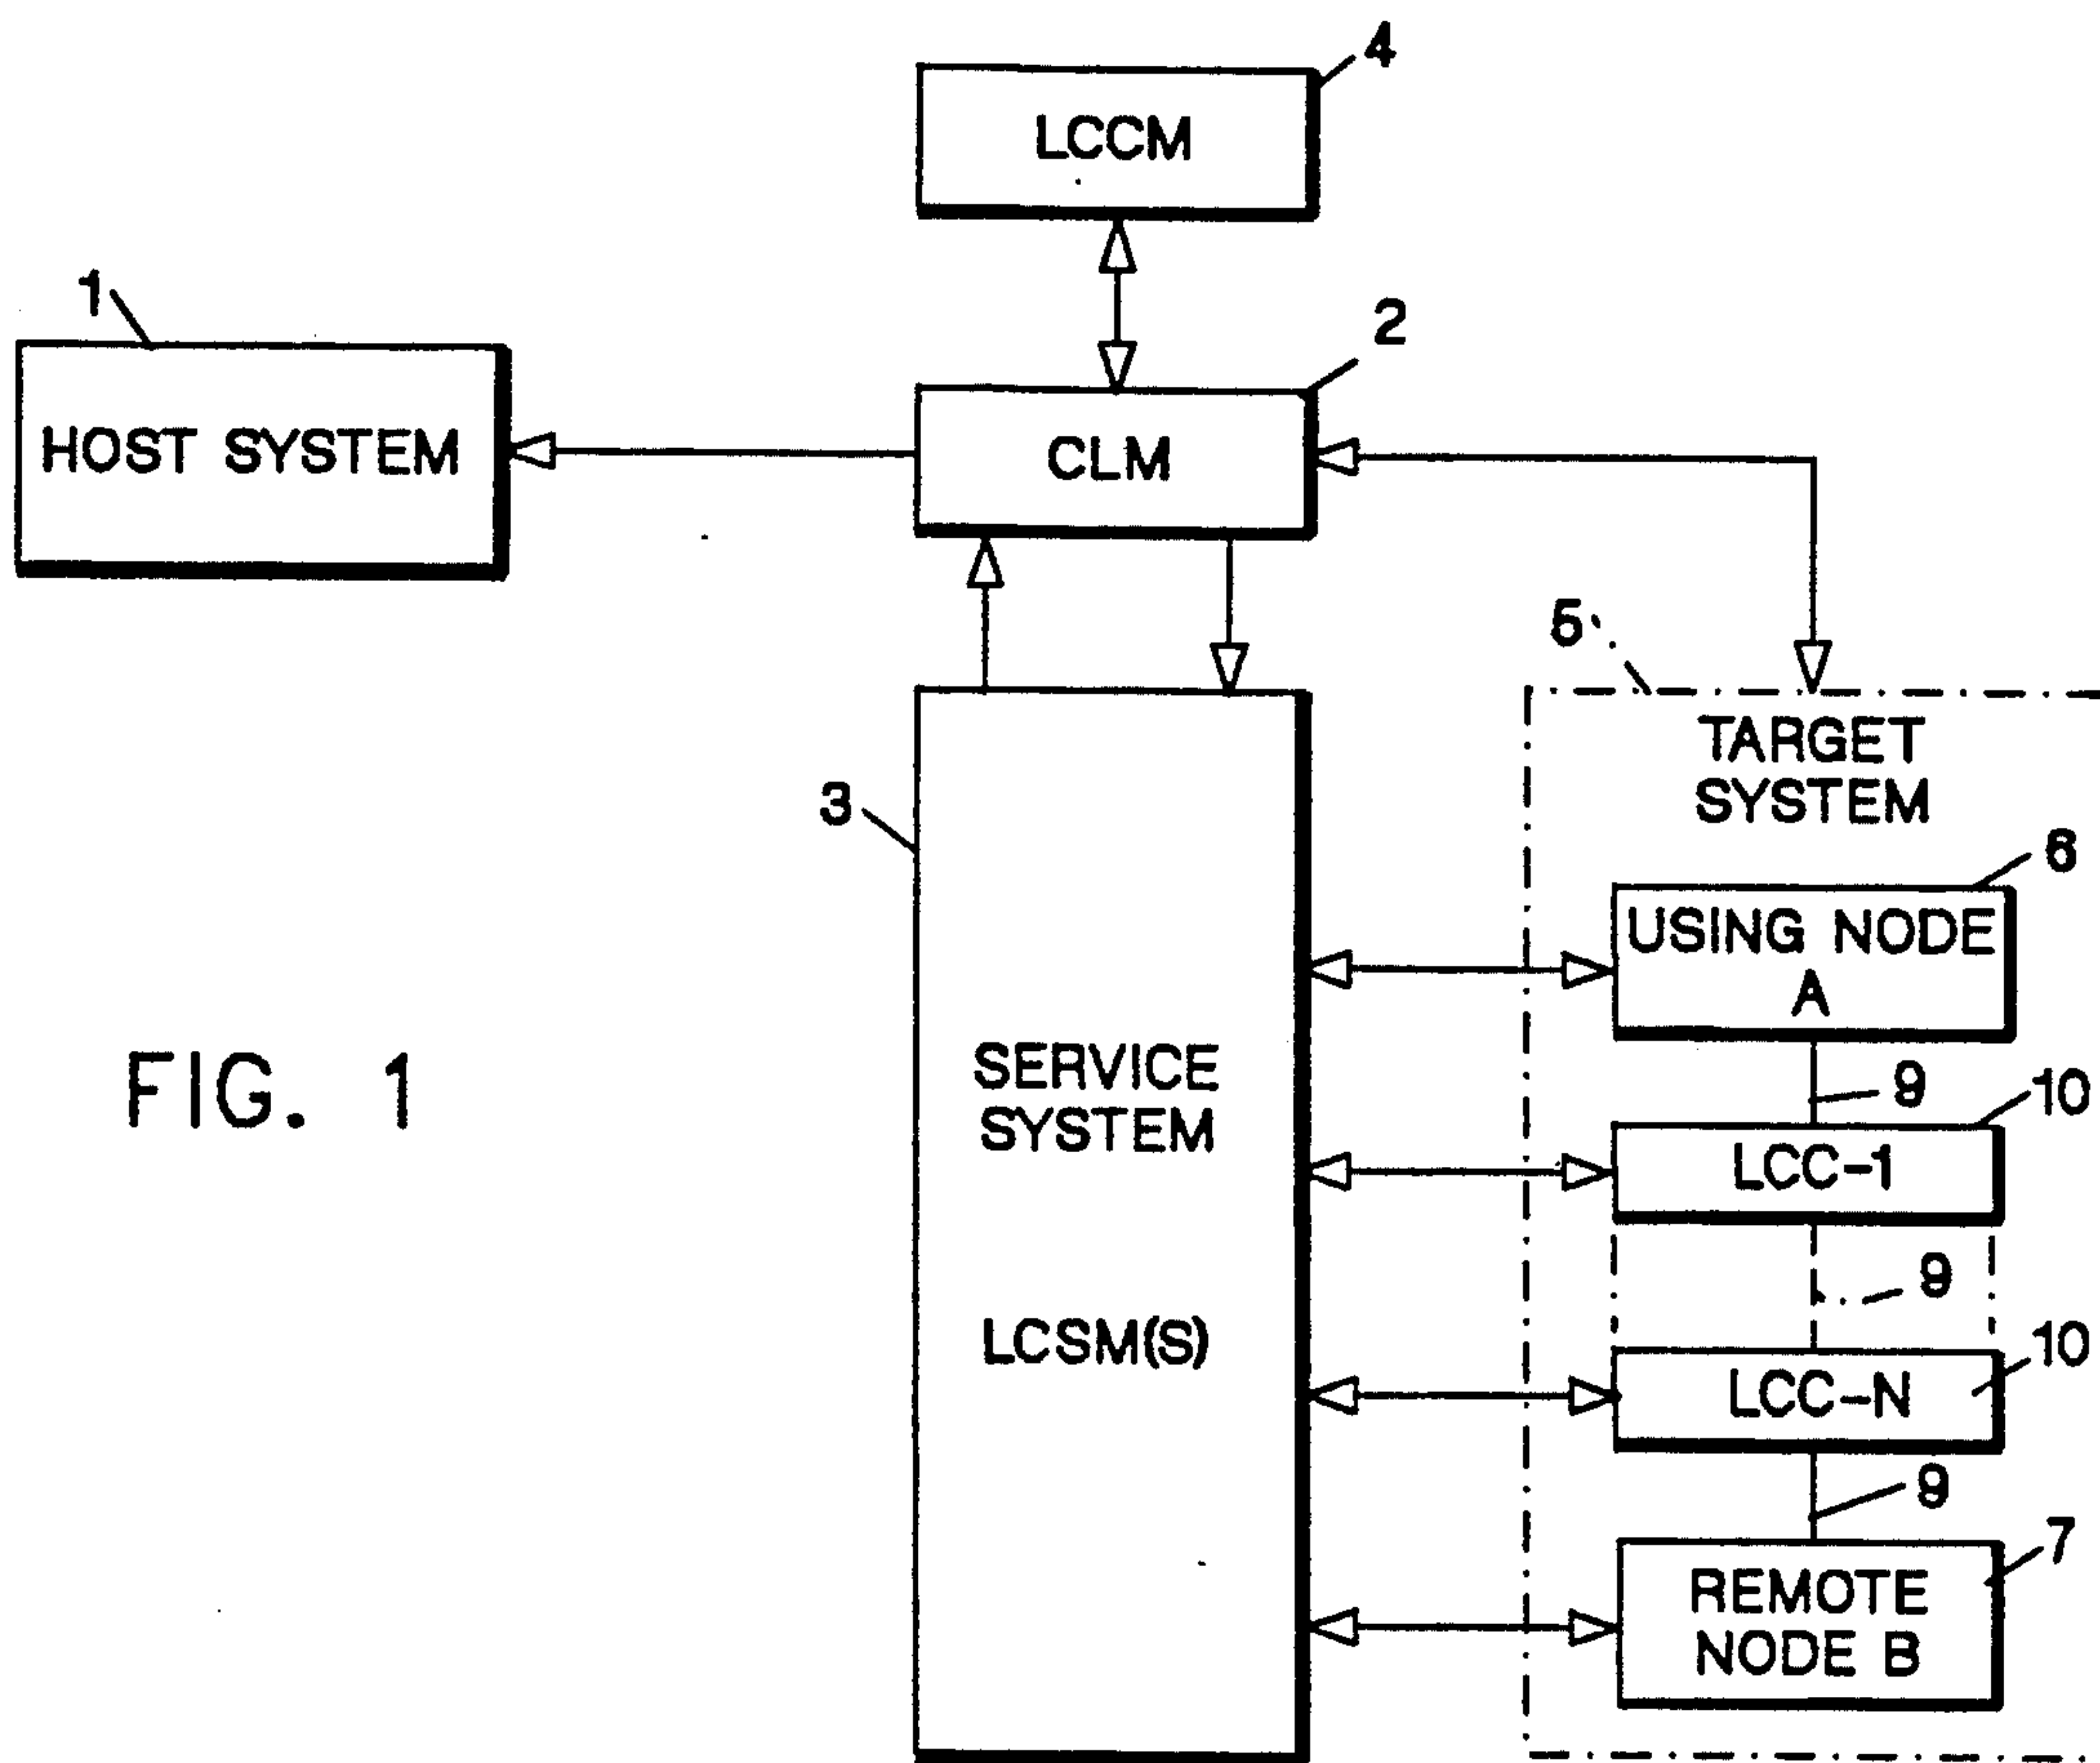 4
LCCM
1
2
HOST SYSTEM
CLM
5
TARGET
SYSTEM
3
6
USING NODE
A
FIG. 1
SERVICE
SYSTEM
9
10
LCC-1
9
LCSM(S)
10
LCC-N
9
7
REMOTE
NODE B